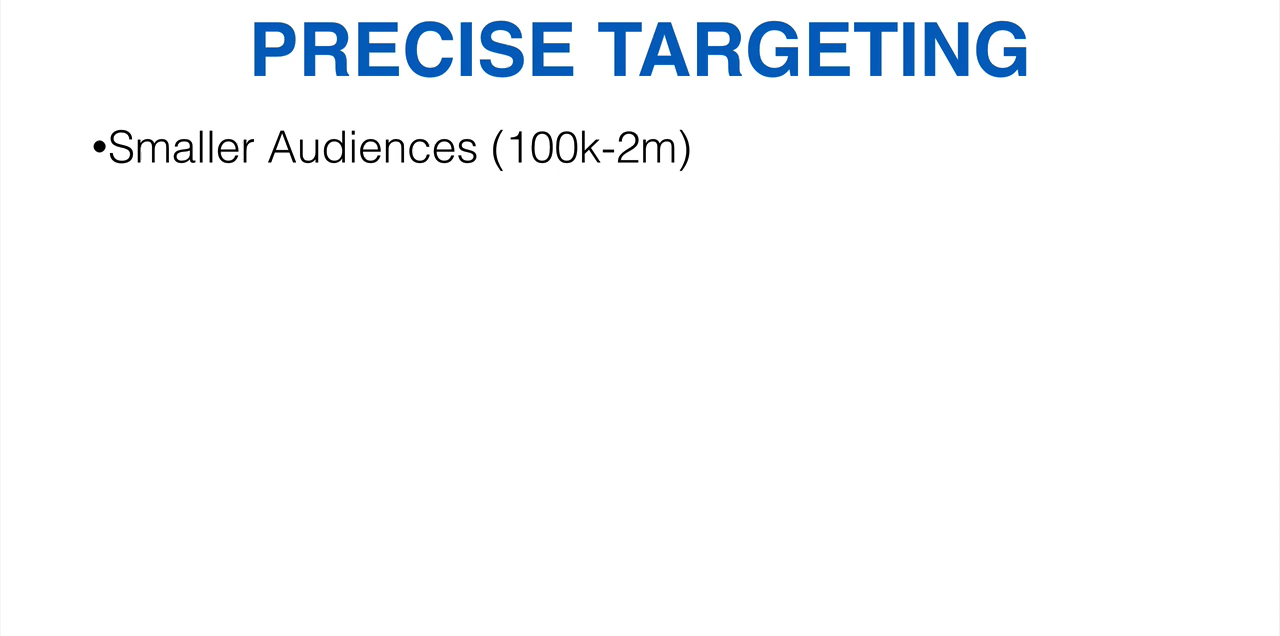 PRECISE TARGETING
•Smaller Audiences (100k-2m)